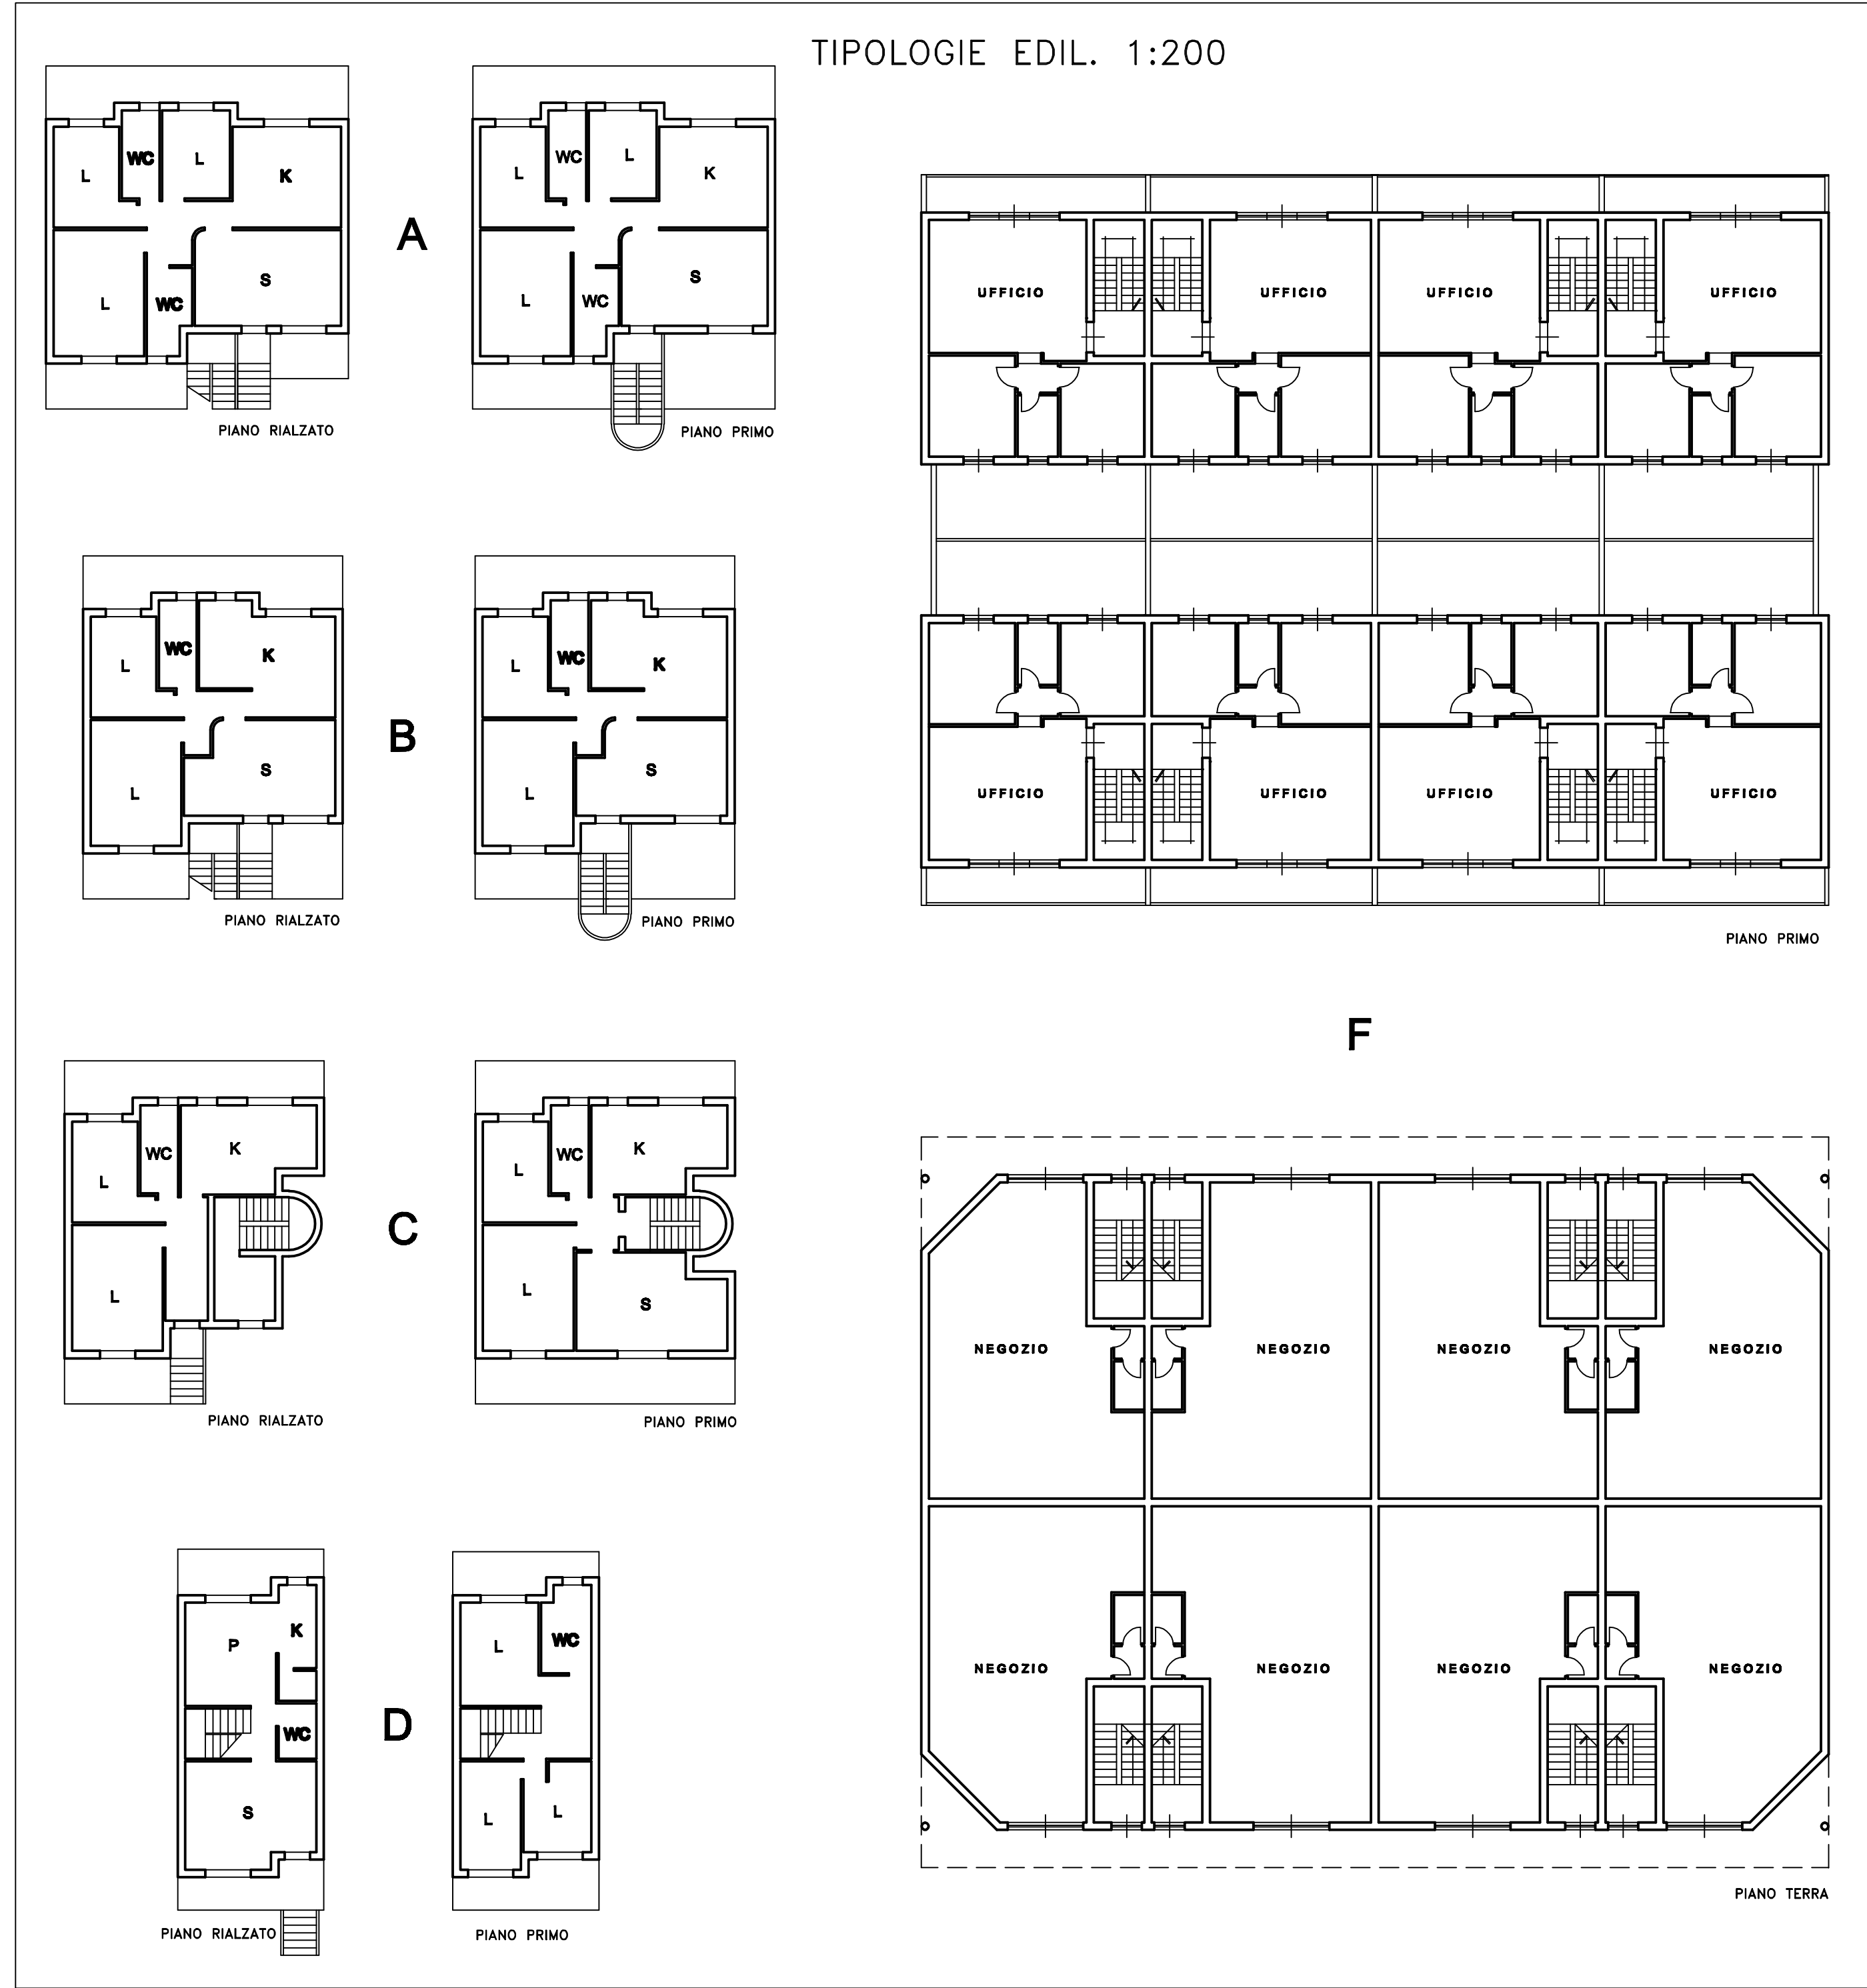 TIPOLOGIE EDIL. 1:200
L WC L K
L WC S
PIANO RIALZATO
A
L WC L K
L WC S
PIANO PRIMO
L WC K
L S
PIANO RIALZATO
B
L WC K
L S
PIANO PRIMO
L WC K
L
PIANO RIALZATO
C
L WC K
L S
PIANO PRIMO
P K
WC
S
PIANO RIALZATO
D
L WC
L L
PIANO PRIMO
UFFICIO UFFICIO UFFICIO UFFICIO
UFFICIO UFFICIO UFFICIO UFFICIO
PIANO PRIMO
F
NEGOZIO NEGOZIO NEGOZIO NEGOZIO
NEGOZIO NEGOZIO NEGOZIO NEGOZIO
PIANO TERRA